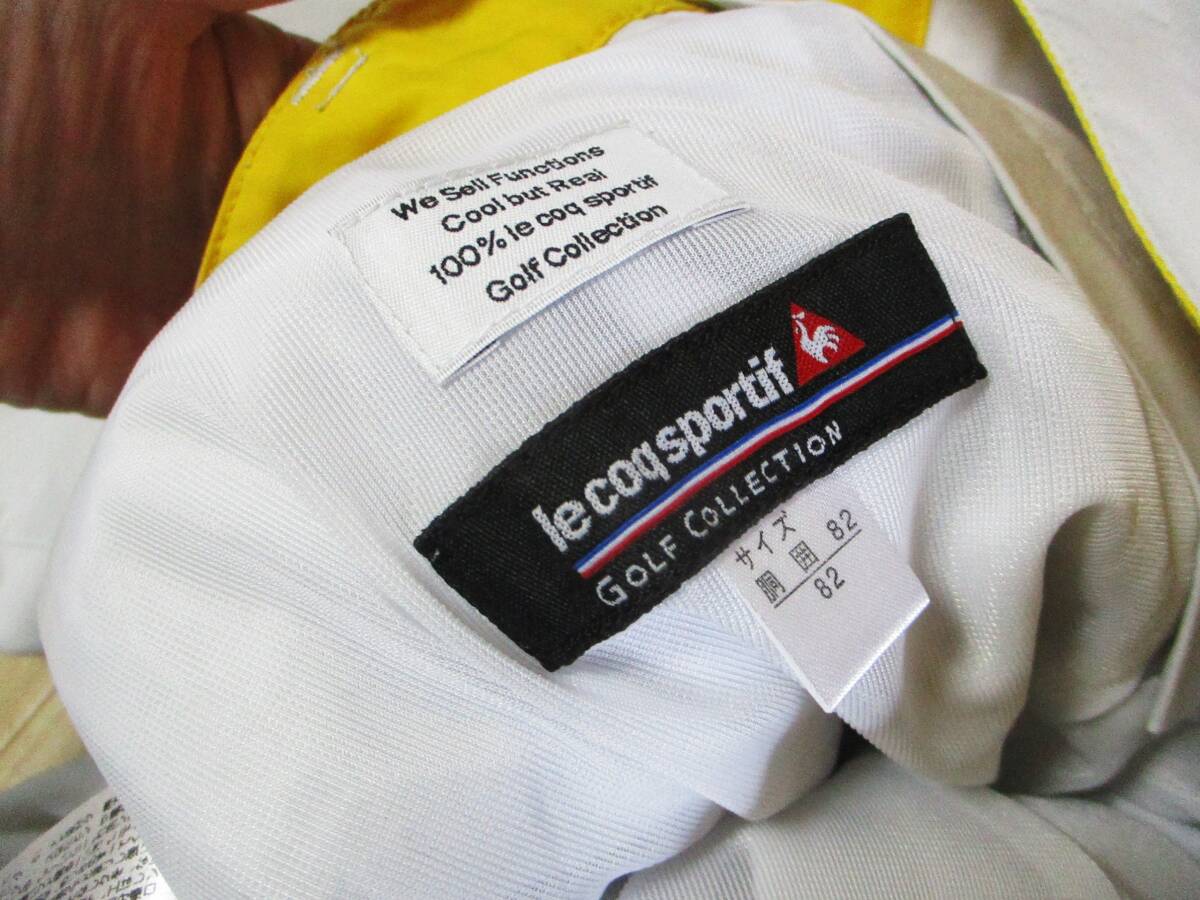 We Sell Functions
Cool but Real
100% le coq sportif
Golf Collection
le coq sportif
GOLF COLLECTION
サイズ
胴囲 82
82